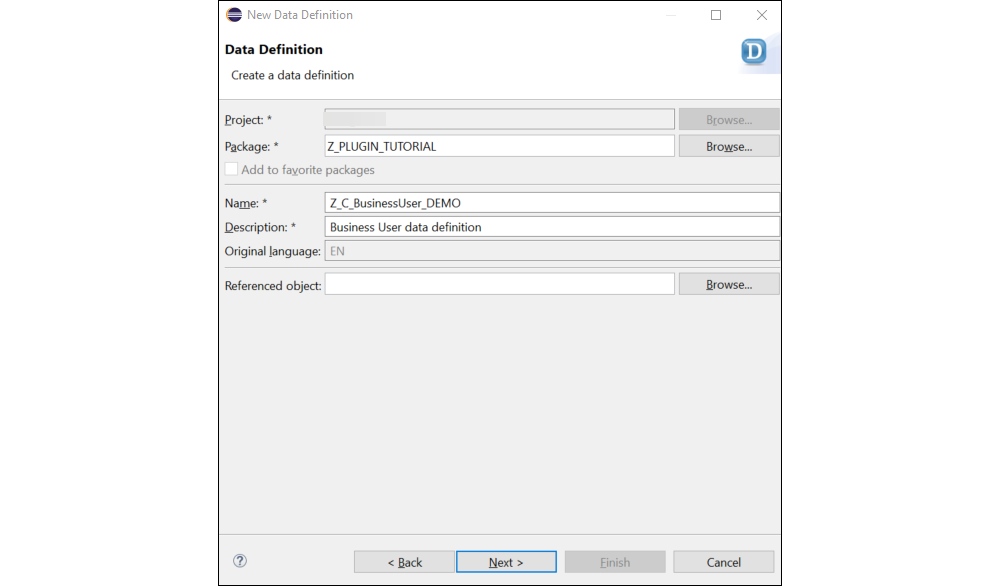 New Data Definition
Data Definition
Create a data definition
D
Project: * Browse...
Package: * Z_PLUGIN_TUTORIAL Browse...
Add to favorite packages
Name: * Z_C_BusinessUser_DEMO
Description: * Business User data definition
Original language: EN
Referenced object: Browse...
? < Back Next > Finish Cancel